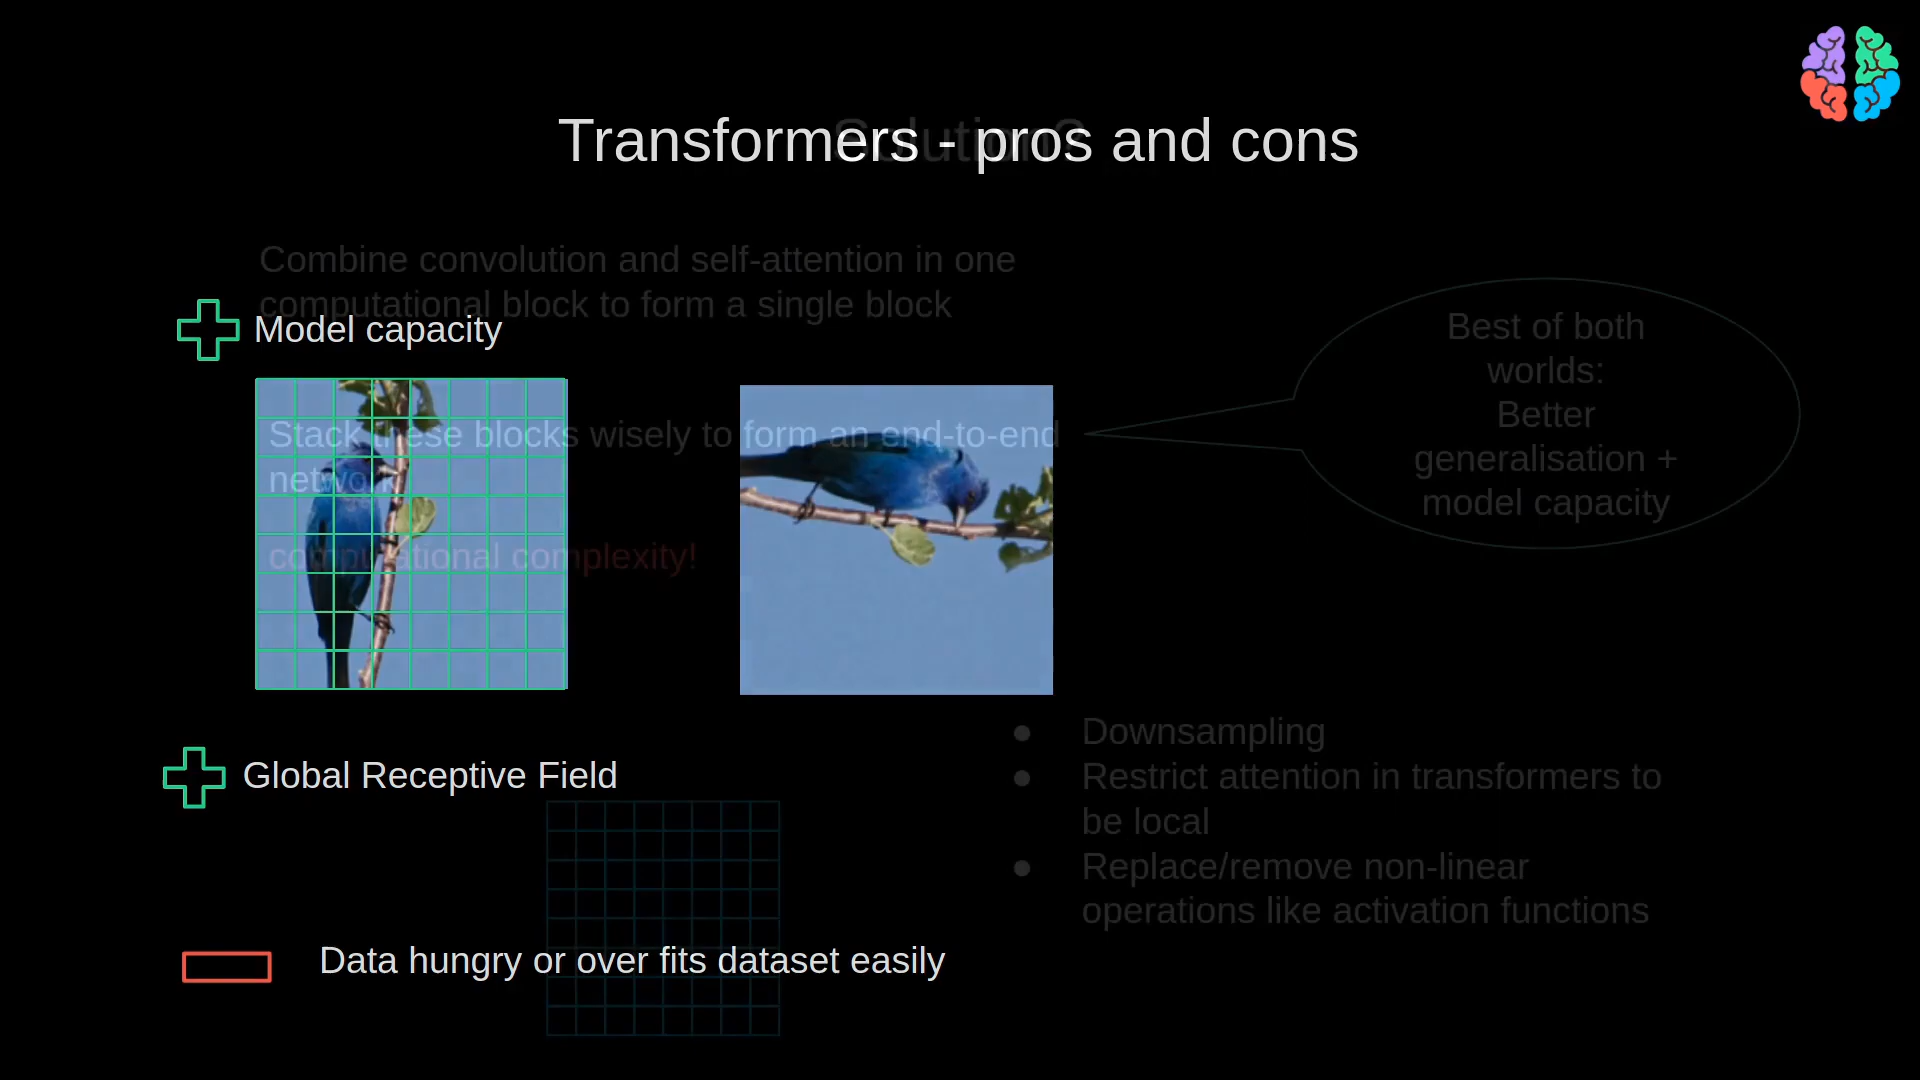 Solution?
Transformers - pros and cons
Combine convolution and self-attention in one
computational block to form a single block
Model capacity
Best of both
worlds:
Better
generalisation +
model capacity
Stack these blocks wisely to form an end-to-end
network
computational complexity!
Global Receptive Field
Downsampling
Restrict attention in transformers to
be local
Replace/remove non-linear
operations like activation functions
Data hungry or over fits dataset easily